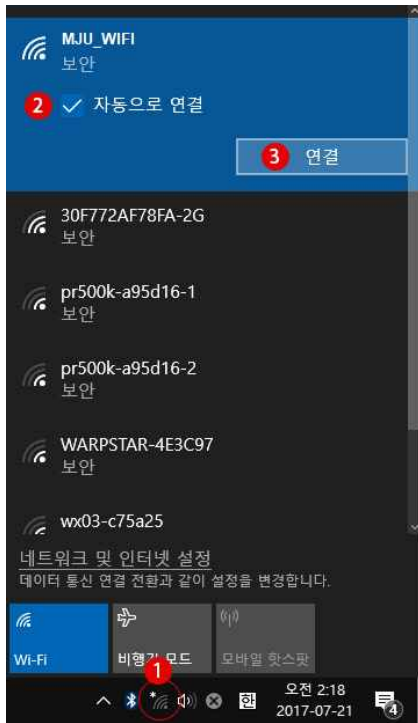 MJU_WIFI
보안
2 자동으로 연결
3 연결
30F772AF78FA-2G
보안
pr500k-a95d16-1
보안
pr500k-a95d16-2
보안
WARPSTAR-4E3C97
보안
wx03-c75a25
네트워크 및 인터넷 설정
데이터 통신 연결 전환과 같이 설정을 변경합니다.
Wi-Fi
비행기 모드
모바일 핫스팟
1
한
오전 2:18
2017-07-21
4